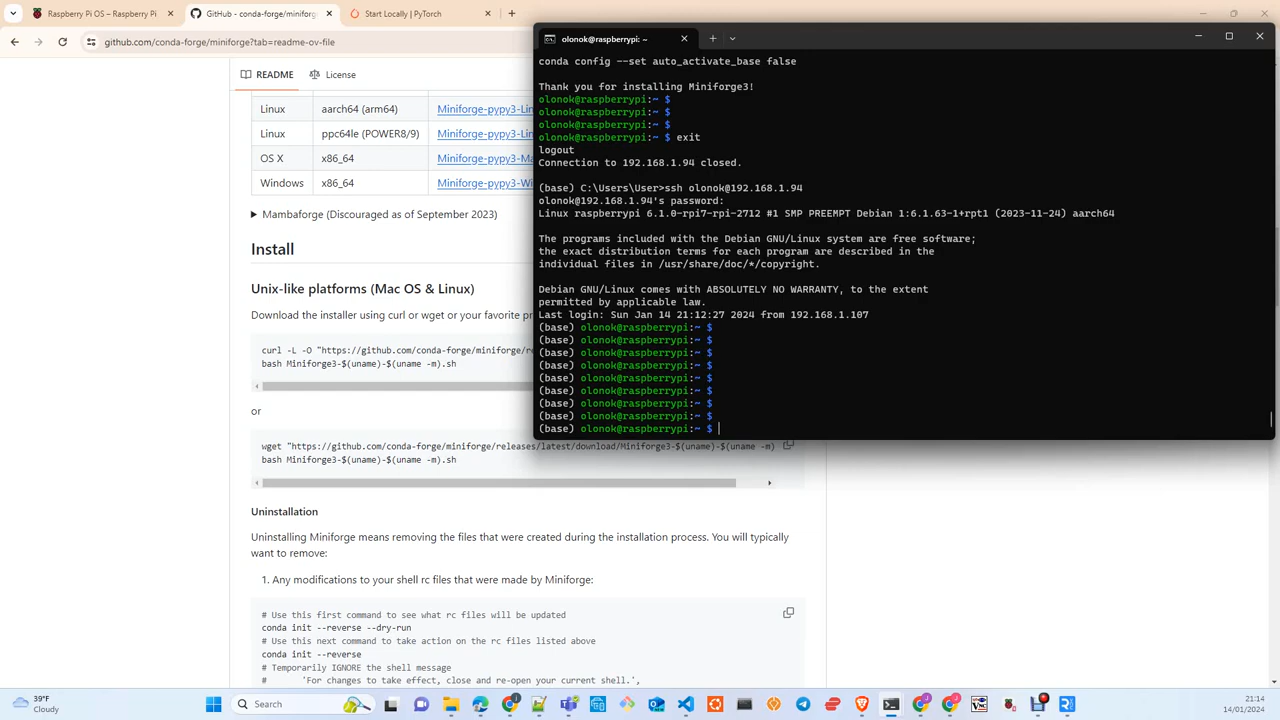 Raspberry Pi OS – Raspberry Pi
GitHub - conda-forge/miniforge
Start Locally | PyTorch
github.com/conda-forge/miniforge?tab=readme-ov-file
README
License
Linux aarch64 (arm64) Miniforge-pypy3-Lin
Linux ppc64le (POWER8/9) Miniforge-pypy3-Lin
OS X x86_64 Miniforge-pypy3-Ma
Windows x86_64 Miniforge-pypy3-Wi
Mambaforge (Discouraged as of September 2023)
Install
Unix-like platforms (Mac OS & Linux)
Download the installer using curl or wget or your favorite pr
curl -L -O "https://github.com/conda-forge/miniforge/re
bash Miniforge3-$(uname)-$(uname -m).sh
or
wget "https://github.com/conda-forge/miniforge/releases/latest/download/Miniforge3-$(uname)-$(uname -m)
bash Miniforge3-$(uname)-$(uname -m).sh
Uninstallation
Uninstalling Miniforge means removing the files that were created during the installation process. You will typically
want to remove:
1. Any modifications to your shell rc files that were made by Miniforge:
# Use this first command to see what rc files will be updated
conda init --reverse --dry-run
# Use this next command to take action on the rc files listed above
conda init --reverse
# Temporarily IGNORE the shell message
# 'For changes to take effect, close and re-open your current shell.',
olonok@raspberrypi: ~
conda config --set auto_activate_base false
Thank you for installing Miniforge3!
olonok@raspberrypi:~ $
olonok@raspberrypi:~ $
olonok@raspberrypi:~ $
olonok@raspberrypi:~ $ exit
logout
Connection to 192.168.1.94 closed.
(base) C:\Users\User>ssh olonok@192.168.1.94
olonok@192.168.1.94's password:
Linux raspberrypi 6.1.0-rpi7-rpi-2712 #1 SMP PREEMPT Debian 1:6.1.63-1+rpt1 (2023-11-24) aarch64
The programs included with the Debian GNU/Linux system are free software;
the exact distribution terms for each program are described in the
individual files in /usr/share/doc/*/copyright.
Debian GNU/Linux comes with ABSOLUTELY NO WARRANTY, to the extent
permitted by applicable law.
Last login: Sun Jan 14 21:12:27 2024 from 192.168.1.107
(base) olonok@raspberrypi:~ $
(base) olonok@raspberrypi:~ $
(base) olonok@raspberrypi:~ $
(base) olonok@raspberrypi:~ $
(base) olonok@raspberrypi:~ $
(base) olonok@raspberrypi:~ $
(base) olonok@raspberrypi:~ $
(base) olonok@raspberrypi:~ $
(base) olonok@raspberrypi:~ $
39°F
Cloudy
Search
21:14
14/01/2024